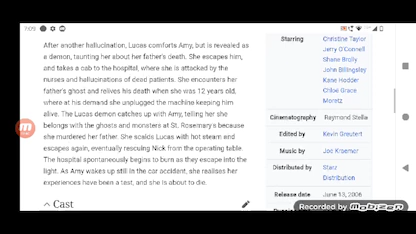 7:09
After another hallucination, Lucas comforts Amy, but is revealed as
a demon, taunting her about her father's death. She escapes him,
and takes a cab to the hospital, where she is attacked by the
nurses and hallucinations of dead patients. She encounters her
father's ghost and relives his death when she was 12 years old,
where at his demand she unplugged the machine keeping him
alive. The Lucas demon catches up with Amy, telling her she
belongs with the ghosts and monsters at St. Rosemary's because
she murdered her father. She scalds Lucas with hot steam and
escapes again, eventually rescuing Nick from the operating table.
The hospital spontaneously begins to burn as they escape into the
light. As Amy wakes up still in the car accident, she realises her
experiences have been a test, and she is about to die.
Cast
Starring
Christine Taylor
Jerry O'Connell
Shane Brolly
John Billingsley
Kane Hodder
Chloë Grace
Moretz
Cinematography Raymond Stella
Edited by Kevin Greutert
Music by Joe Kraemer
Distributed by Starz
Distribution
Release date June 13, 2006
Recorded by Mobizen